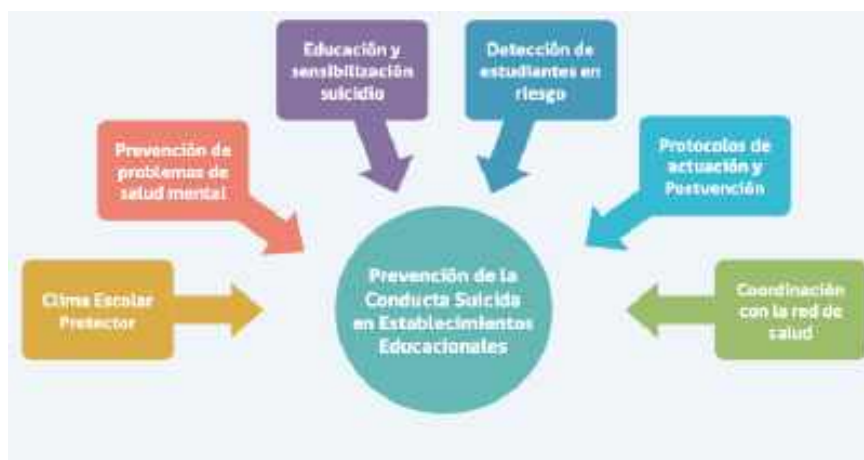 Educación y
sensibilización
suicidio
Detección de
estudiantes en
riesgo
Prevención de
problemas de
salud mental
Protocolos de
actuación y
Postvención
Clima Escolar
Protector
Prevención de la
Conducta Suicida
en Establecimientos
Educacionales
Coordinación
con la red de
salud